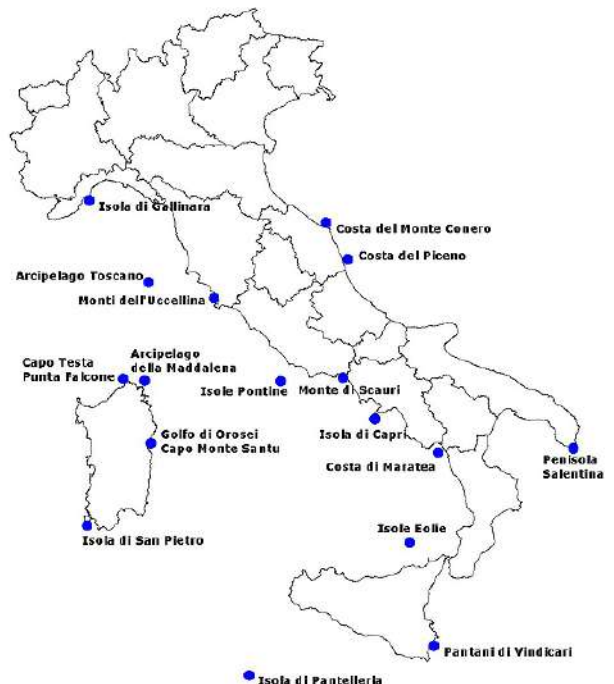 Isola di Gallinara
Costa del Monte Conero
Costa del Piceno
Arcipelago Toscano
Monti dell'Uccellina
Capo Testa
Punta Falcone
Arcipelago
della Maddalena
Isole Pontine
Monte di Scauri
Isola di Capri
Golfo di Orosei
Capo Monte Santu
Costa di Maratea
Penisola
Salentina
Isola di San Pietro
Isole Eolie
Pantani di Vindicari
Isola di Pantelleria